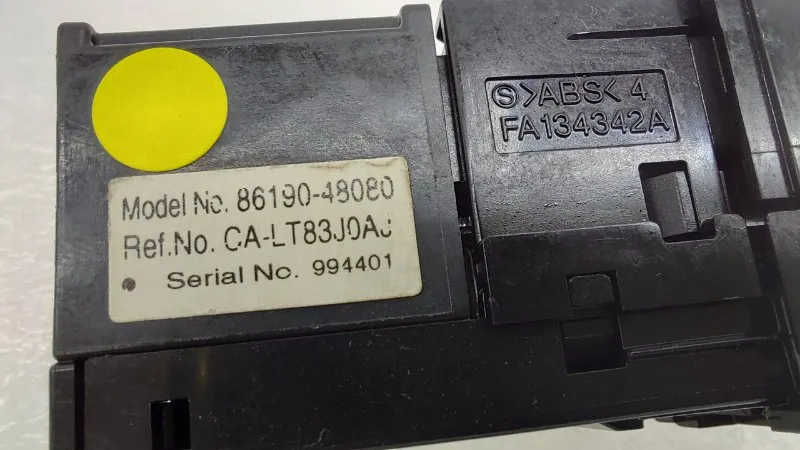 Model No. 86190-48080
Ref.No. CA-LT83J0AJ
Serial No. 994401
Ⓢ >ABS< 4
FA134342A